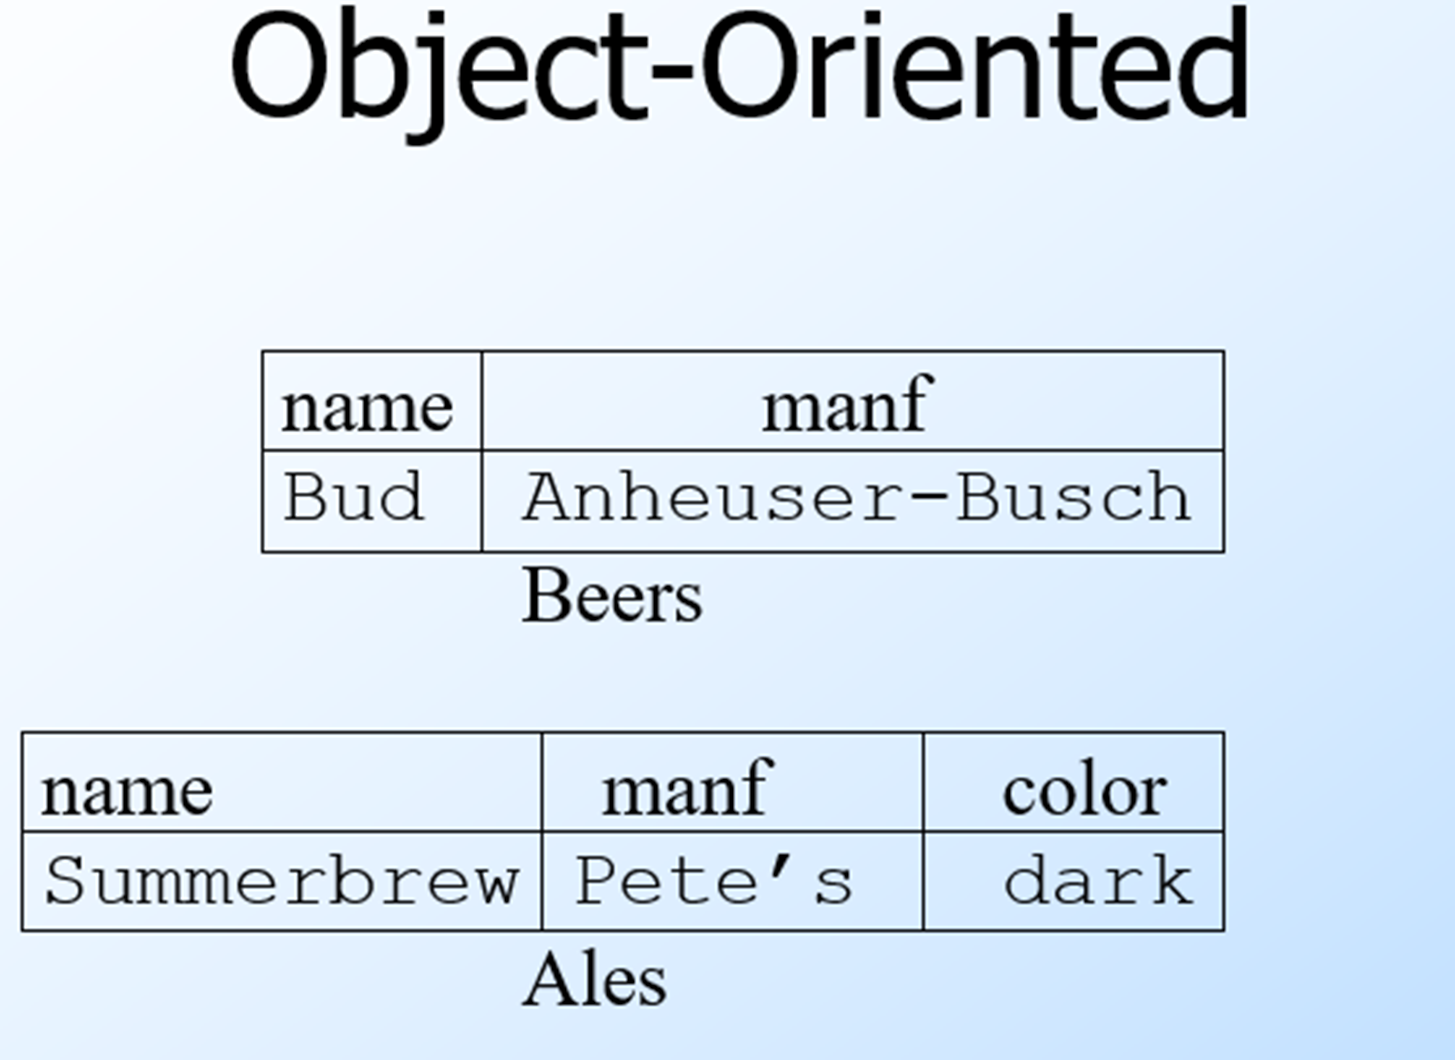 Object-Oriented
name manf
Bud Anheuser-Busch
Beers
name manf color
Summerbrew Pete’s dark
Ales